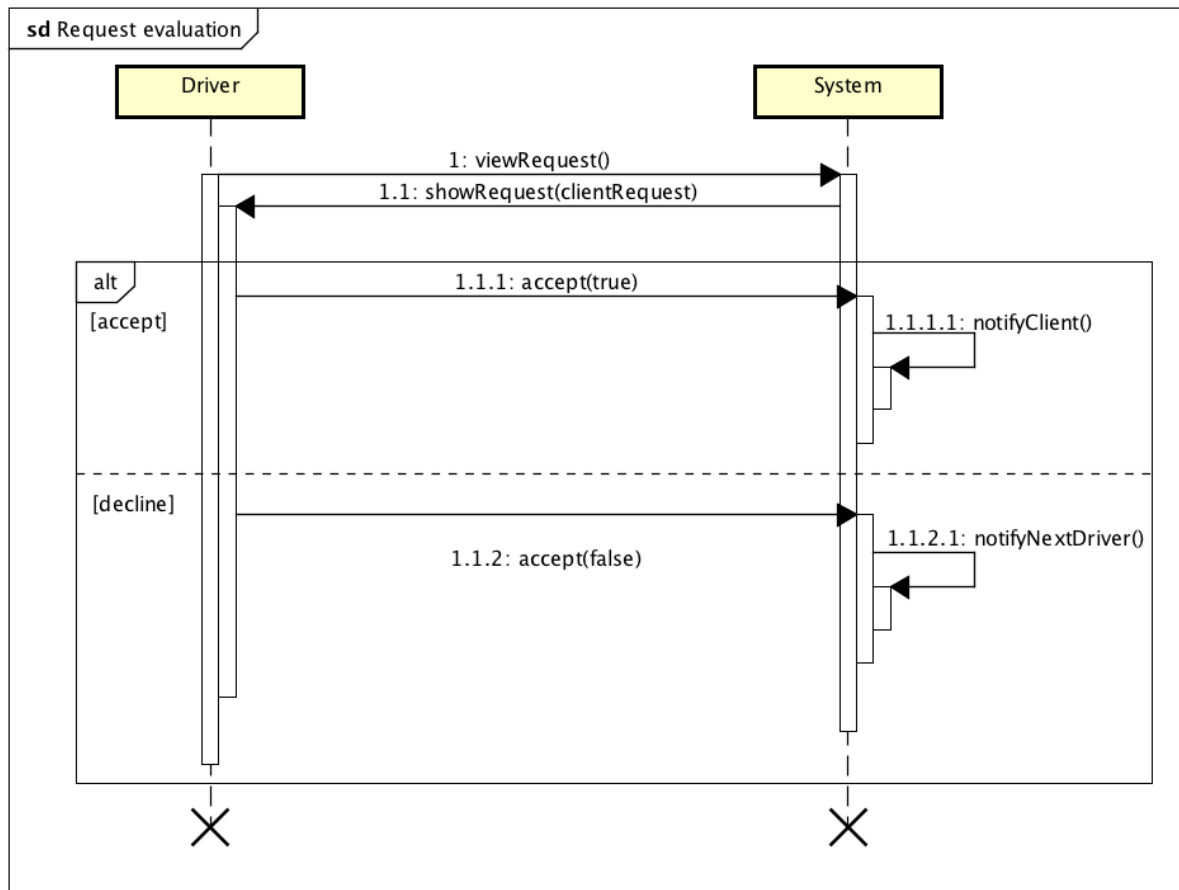 sd Request evaluation
Driver
System
1: viewRequest()
1.1: showRequest(clientRequest)
alt
1.1.1: accept(true)
[accept]
1.1.1.1: notifyClient()
[decline]
1.1.2.1: notifyNextDriver()
1.1.2: accept(false)